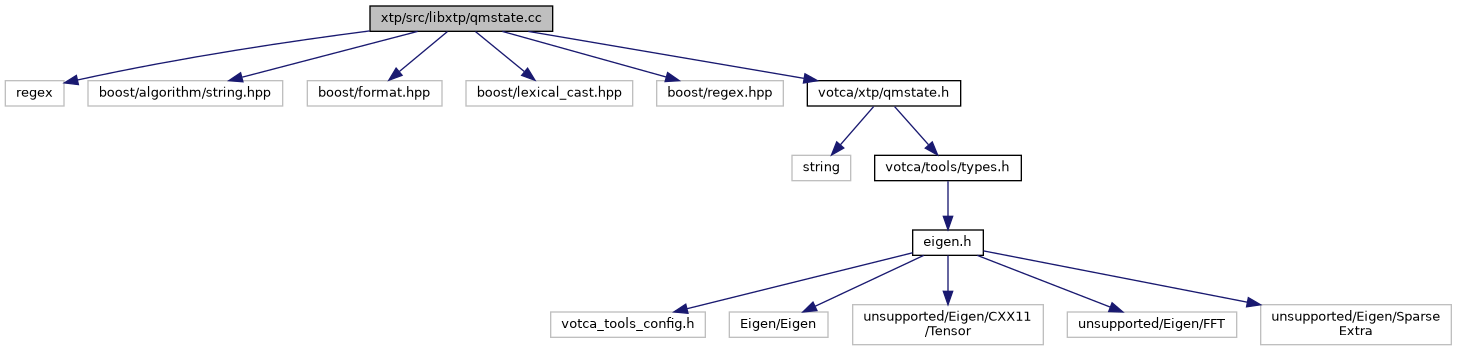 xtp/src/libxtp/qmstate.cc
regex
boost/algorithm/string.hpp
boost/format.hpp
boost/lexical_cast.hpp
boost/regex.hpp
votca/xtp/qmstate.h
string
votca/tools/types.h
eigen.h
votca_tools_config.h
Eigen/Eigen
unsupported/Eigen/CXX11
/Tensor
unsupported/Eigen/FFT
unsupported/Eigen/Sparse
Extra